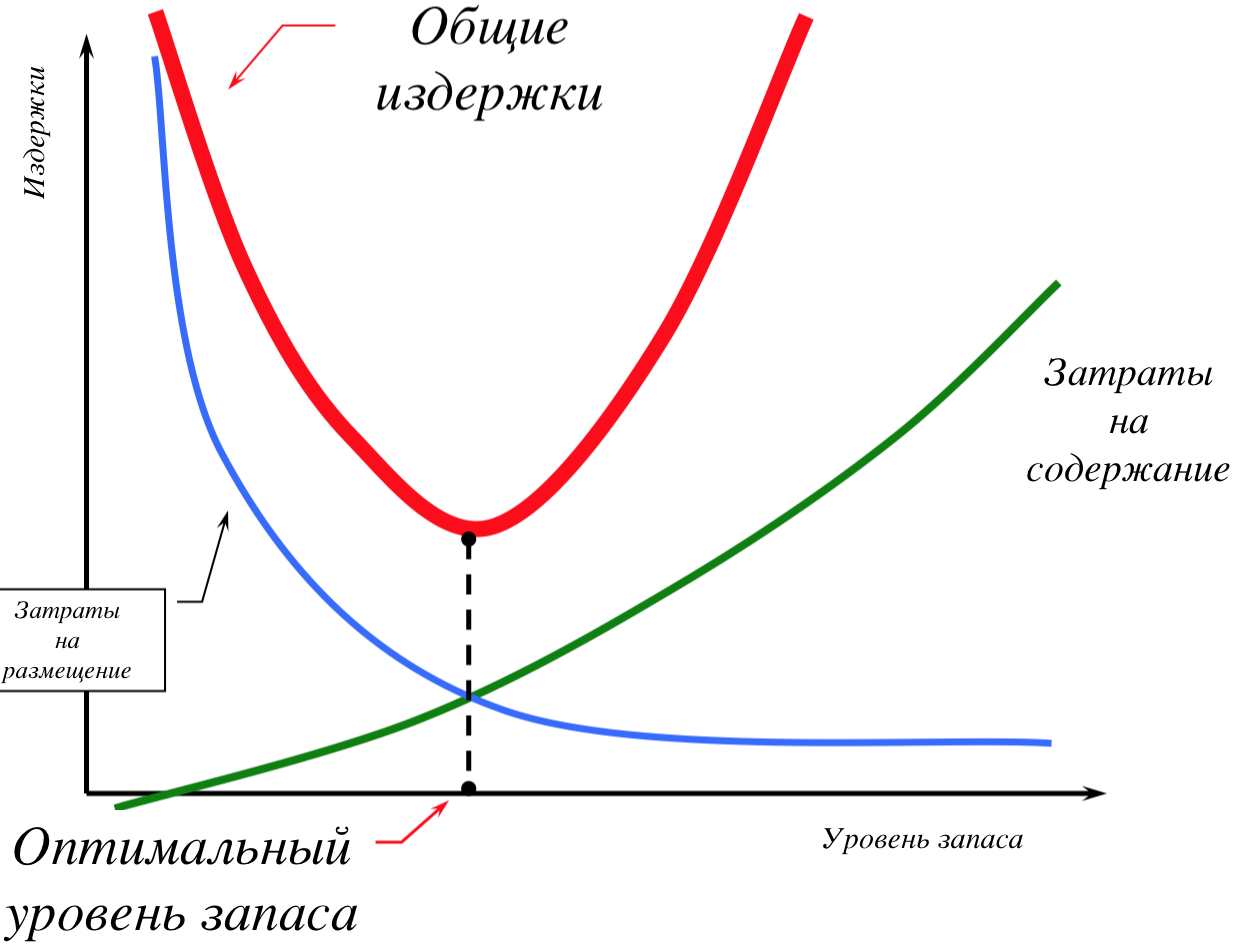 Общие
издержки
Издержки
Затраты
на
содержание
Затраты
на
размещение
Уровень запаса
Оптимальный
уровень запаса